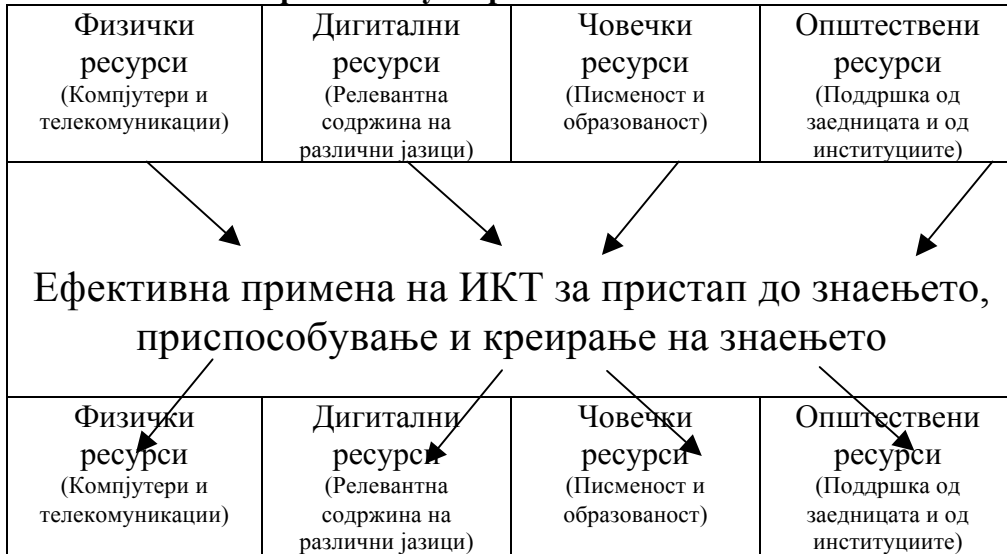 Физички
ресурси
(Компјутери и
телекомуникации)
Дигитални
ресурси
(Релевантна
содржина на
различни јазици)
Човечки
ресурси
(Писменост и
образованост)
Општествени
ресурси
(Поддршка од
заедницата и од
институциите)
Ефективна примена на ИКТ за пристап до знаењето,
приспособување и креирање на знаењето
Физички
ресурси
(Компјутери и
телекомуникации)
Дигитални
ресурси
(Релевантна
содржина на
различни јазици)
Човечки
ресурси
(Писменост и
образованост)
Општествени
ресурси
(Поддршка од
заедницата и од
институциите)